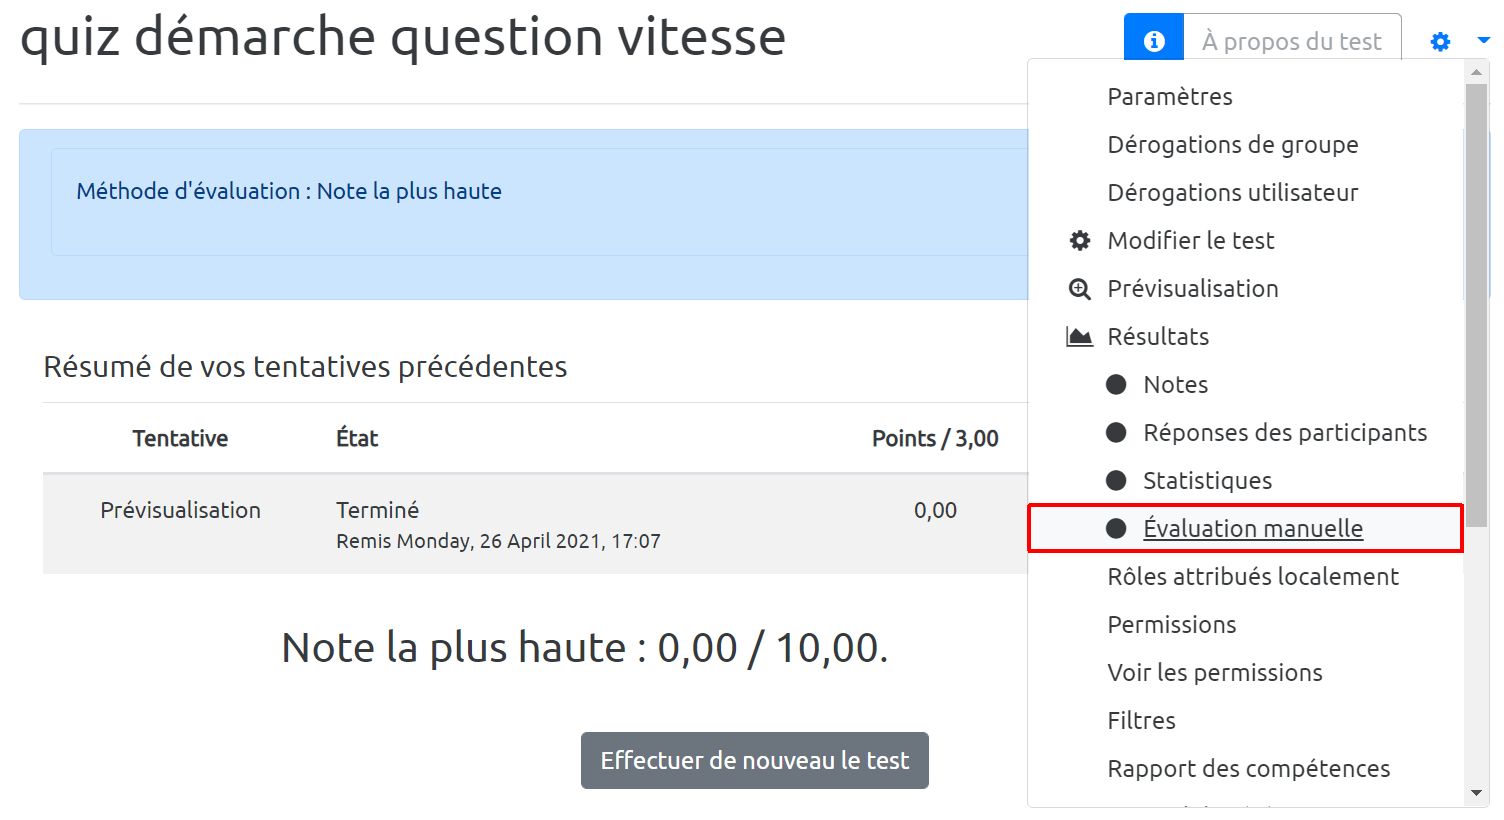 quiz démarche question vitesse
À propos du test
Méthode d'évaluation : Note la plus haute
Résumé de vos tentatives précédentes
Tentative État Points / 3,00
Prévisualisation Terminé 0,00
Remis Monday, 26 April 2021, 17:07
Note la plus haute : 0,00 / 10,00.
Effectuer de nouveau le test
Paramètres
Dérogations de groupe
Dérogations utilisateur
Modifier le test
Prévisualisation
Résultats
Notes
Réponses des participants
Statistiques
Évaluation manuelle
Rôles attribués localement
Permissions
Voir les permissions
Filtres
Rapport des compétences